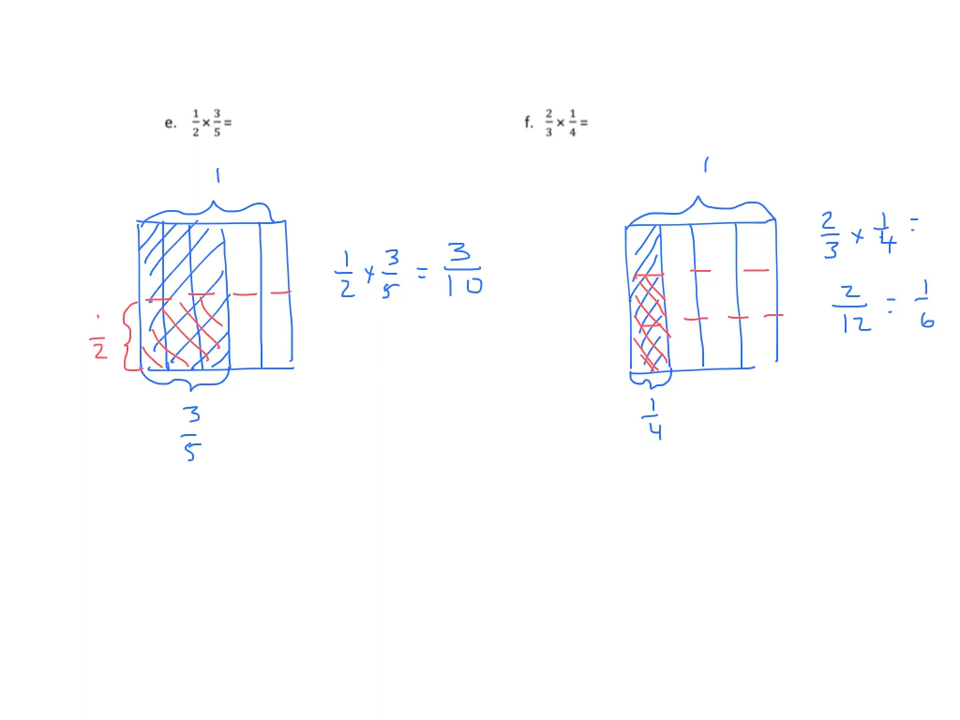 e. 1/2 × 3/5 =
1
1/2 × 3/5 = 3/10
1/2
3/5
f. 2/3 × 1/4 =
1
2/3 × 1/4 =
2/12 = 1/6
1/4